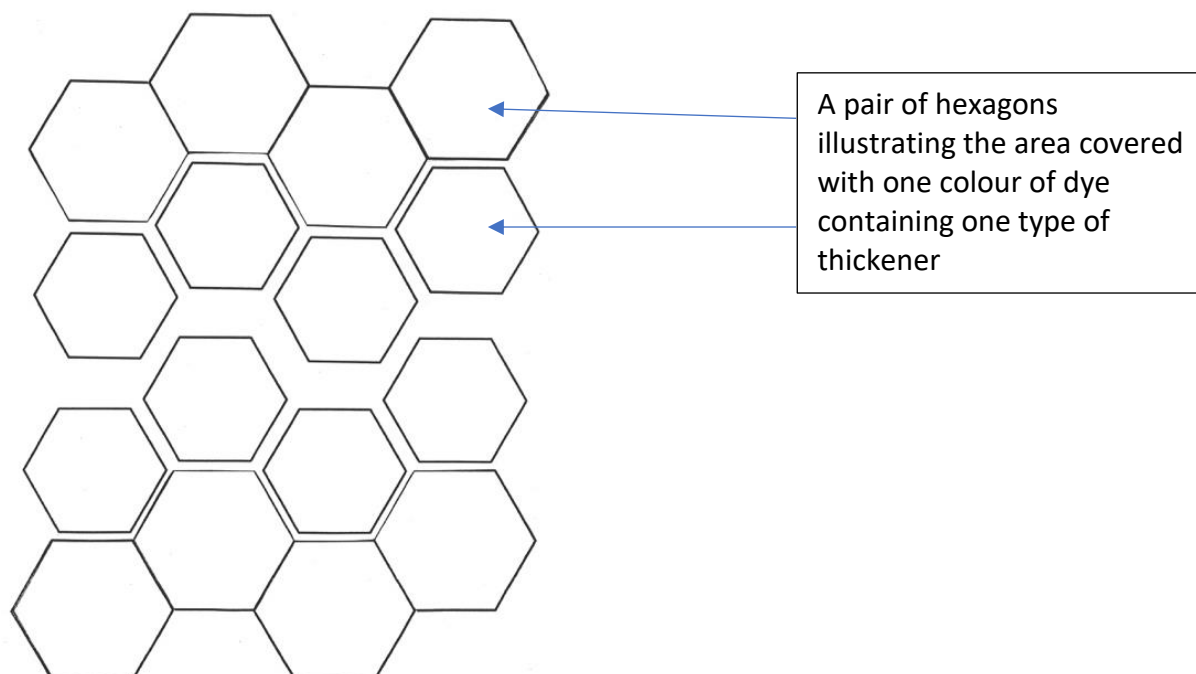 A pair of hexagons
illustrating the area covered
with one colour of dye
containing one type of
thickener